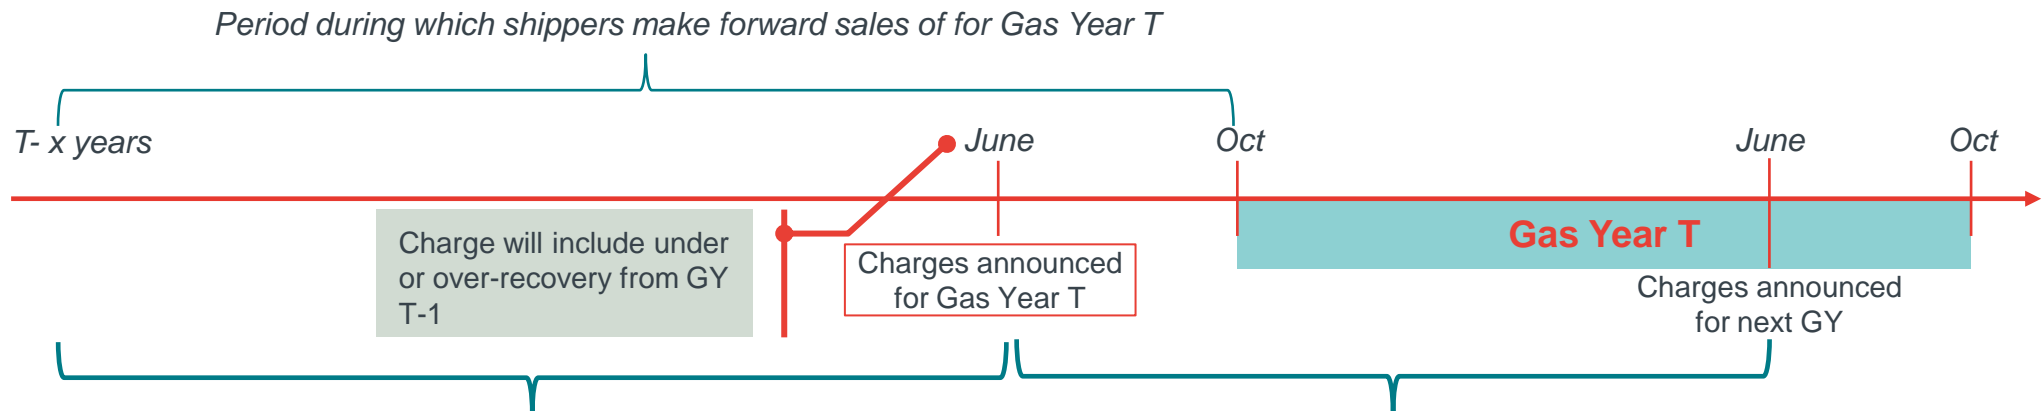 Period during which shippers make forward sales of for Gas Year T
T- x years
June
Oct
June
Oct
Charge will include under
or over-recovery from GY
T-1
Charges announced
for Gas Year T
Gas Year T
Charges announced
for next GY